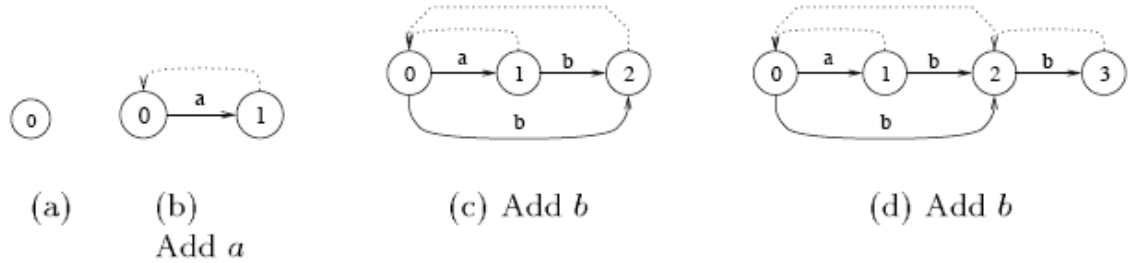 0
0 a 1
0 a 1 b 2
b
0 a 1 b 2 b 3
b
(a)
(b)
Add a
(c) Add b
(d) Add b